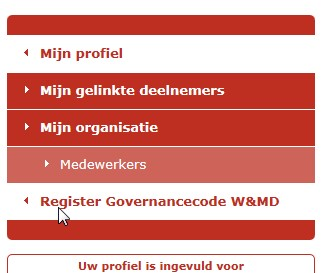 Mijn profiel
Mijn gelinkte deelnemers
Mijn organisatie
Medewerkers
Register Governancecode W&MD
Uw profiel is ingevuld voor